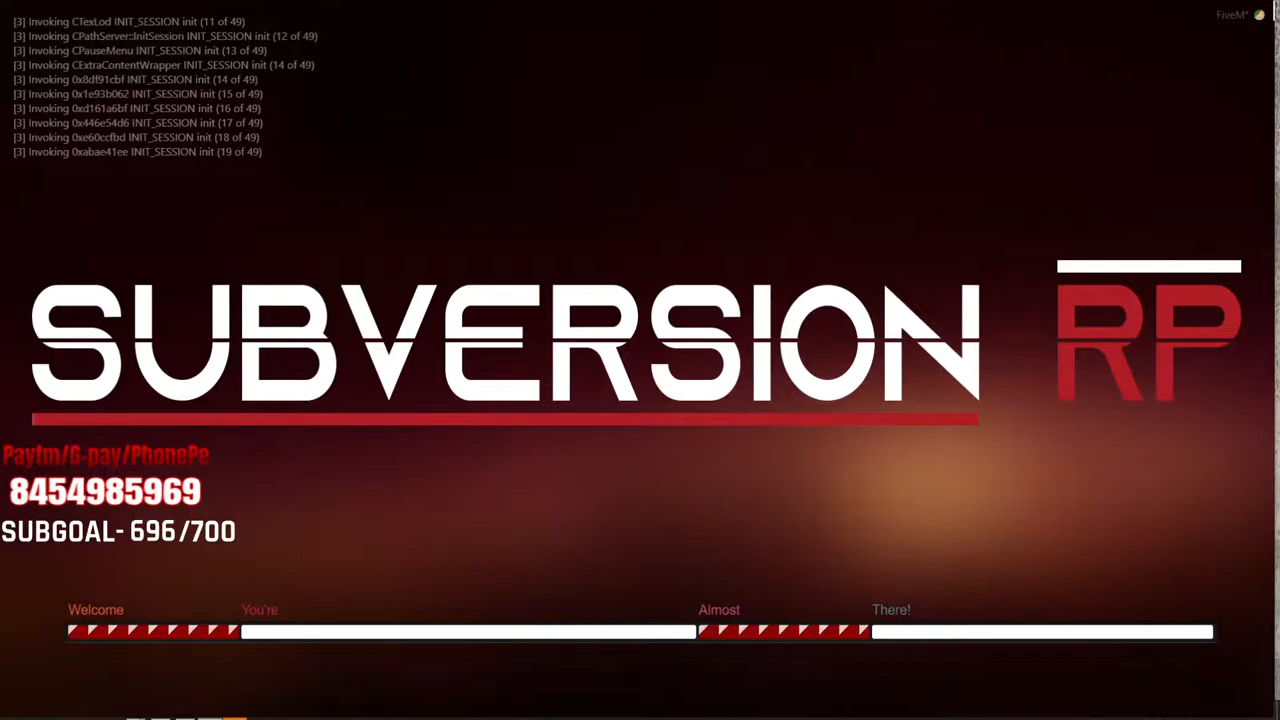 [3] Invoking CTexLod INIT_SESSION init (11 of 49)
[3] Invoking CPathServer::InitSession INIT_SESSION init (12 of 49)
[3] Invoking CPauseMenu INIT_SESSION init (13 of 49)
[3] Invoking CExtraContentWrapper INIT_SESSION init (14 of 49)
[3] Invoking 0x8df91cbf INIT_SESSION init (14 of 49)
[3] Invoking 0x1e93b062 INIT_SESSION init (15 of 49)
[3] Invoking 0xd161a6bf INIT_SESSION init (16 of 49)
[3] Invoking 0x446e54d6 INIT_SESSION init (17 of 49)
[3] Invoking 0xe60ccfbd INIT_SESSION init (18 of 49)
[3] Invoking 0xabae41ee INIT_SESSION init (19 of 49)
FiveM*
SUBVERSION RP
Paytm/G-pay/PhonePe
8454985969
SUBGOAL- 696/700
Welcome You're Almost There!